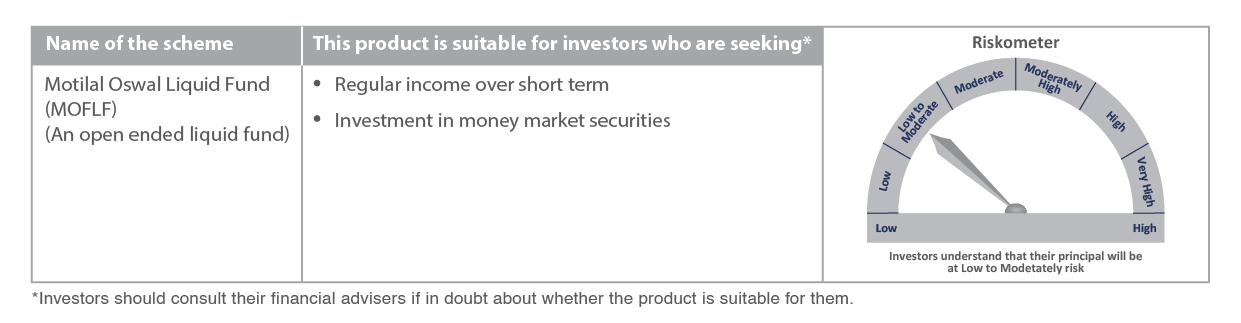 Name of the scheme
This product is suitable for investors who are seeking*
Motilal Oswal Liquid Fund
(MOFLF)
(An open ended liquid fund)
• Regular income over short term
• Investment in money market securities
Riskometer
Low
Low to
Moderate
Moderate
Moderately
High
High
Very High
Low
High
Investors understand that their principal will be
at Low to Modetately risk
*Investors should consult their financial advisers if in doubt about whether the product is suitable for them.